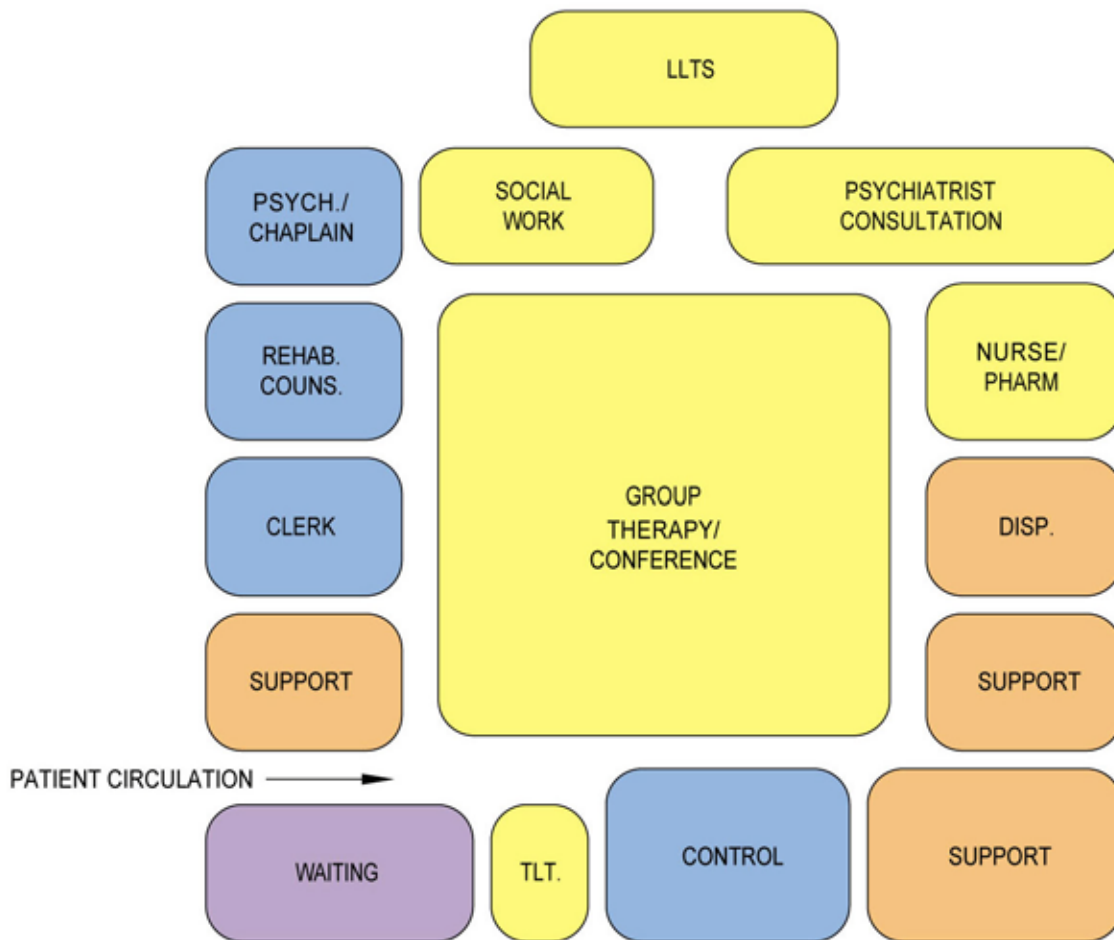 LLTS
PSYCH./
CHAPLAIN
SOCIAL
WORK
PSYCHIATRIST
CONSULTATION
REHAB.
COUNS.
NURSE/
PHARM
CLERK
GROUP
THERAPY/
CONFERENCE
DISP.
SUPPORT
SUPPORT
PATIENT CIRCULATION
WAITING
TLT.
CONTROL
SUPPORT